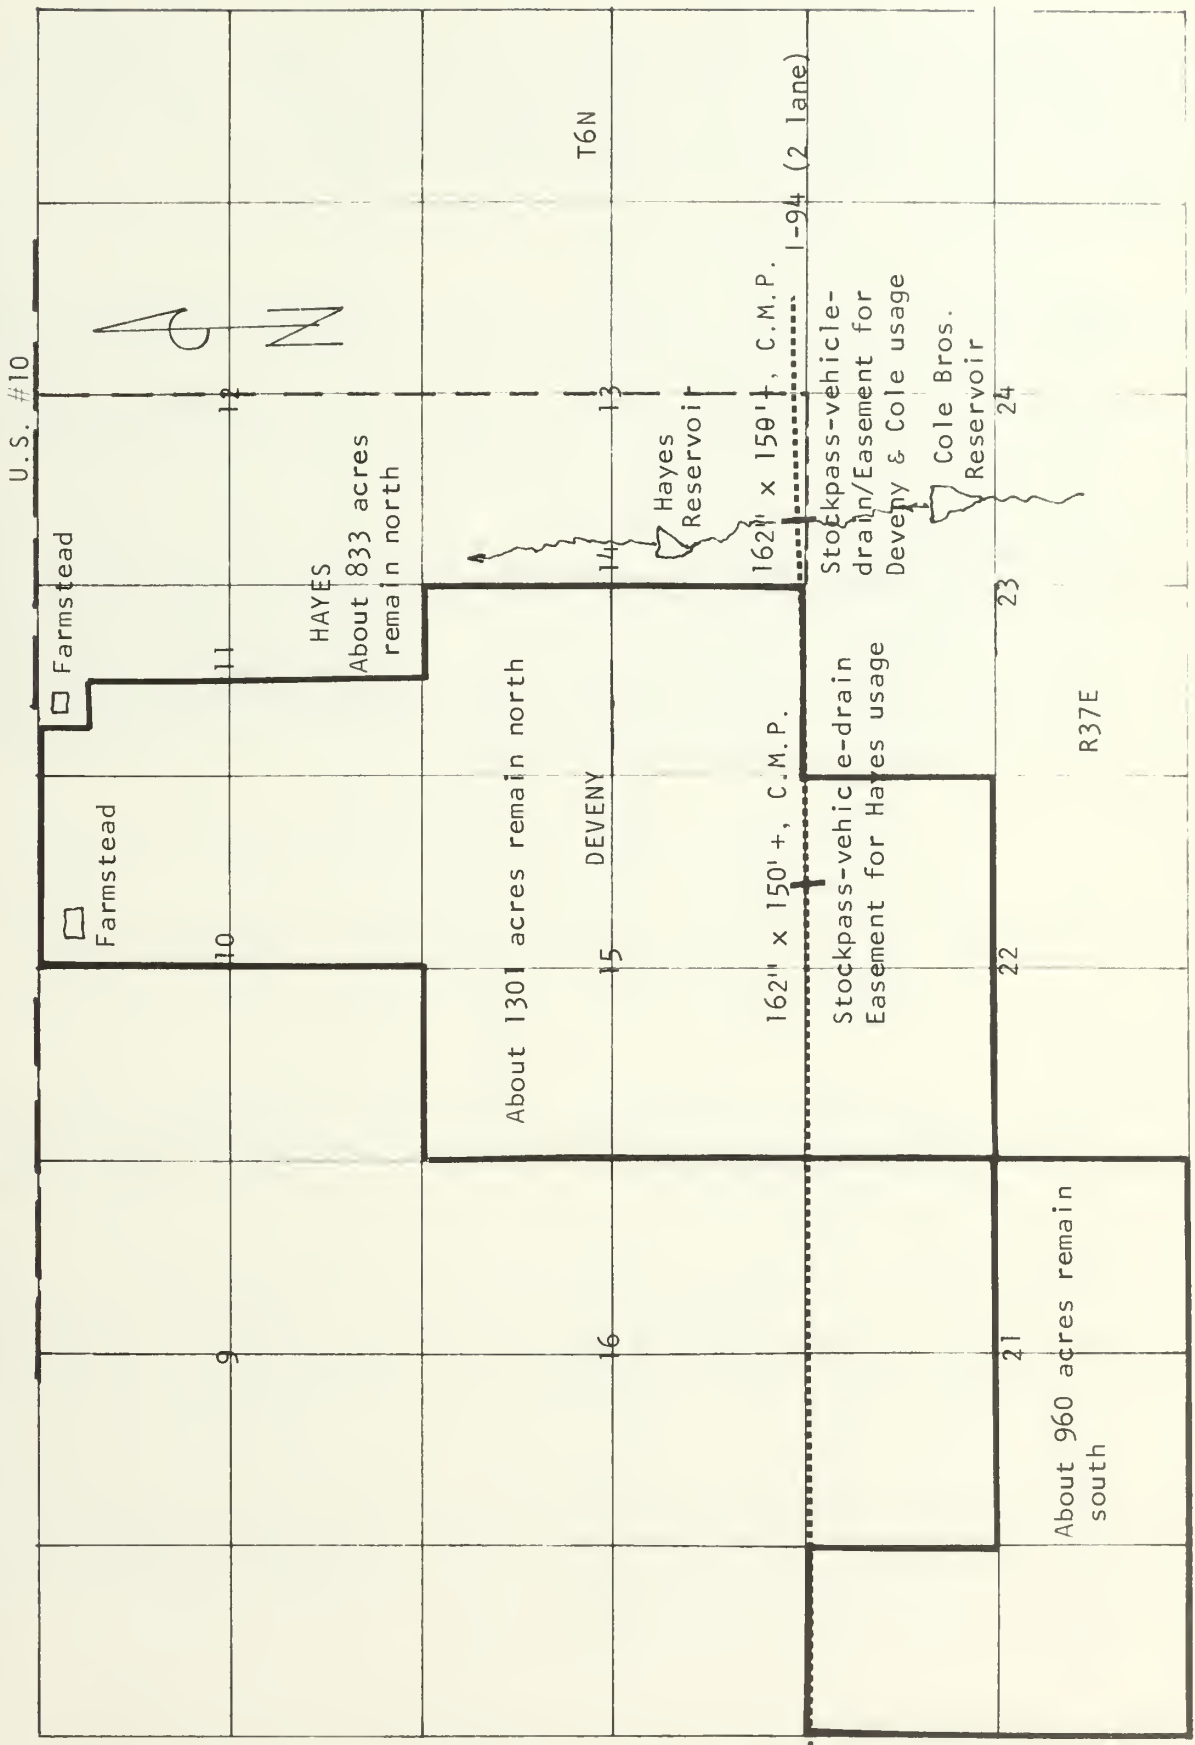 U.S. #10
Farmstead
Farmstead
9
10
11
12
HAYES
About 833 acres
remain north
N
About 1301 acres remain north
DEVENY
T6N
16
15
14
13
Hayes
Reservoir
162" x 150'+, C.M.P.
162" x 150'+, C.M.P.
I-94 (2 lane)
Stockpass-vehicle-drain
Easement for Hayes usage
Stockpass-vehicle-
drain/Easement for
Deveny & Cole usage
Cole Bros.
Reservoir
21
22
23
24
About 960 acres remain
south
R37E